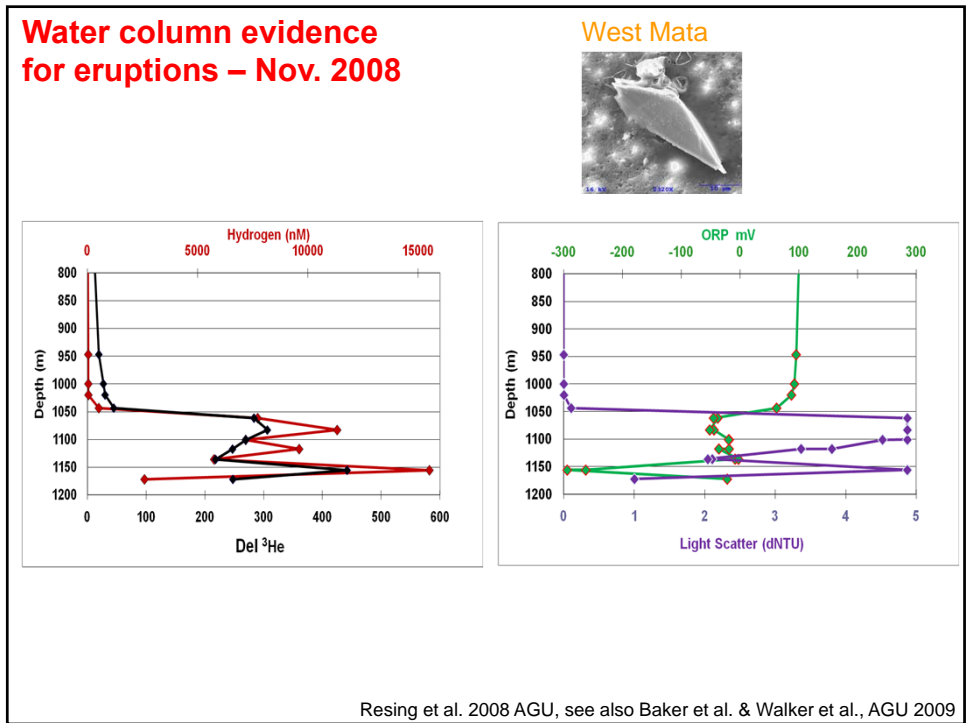 Water column evidence
for eruptions – Nov. 2008
West Mata
Hydrogen (nM)
0 5000 10000 15000
Depth (m)
800
850
900
950
1000
1050
1100
1150
1200
0 100 200 300 400 500 600
Del ³He
ORP mV
-300 -200 -100 0 100 200 300
Depth (m)
800
850
900
950
1000
1050
1100
1150
1200
0 1 2 3 4 5
Light Scatter (dNTU)
Resing et al. 2008 AGU, see also Baker et al. & Walker et al., AGU 2009